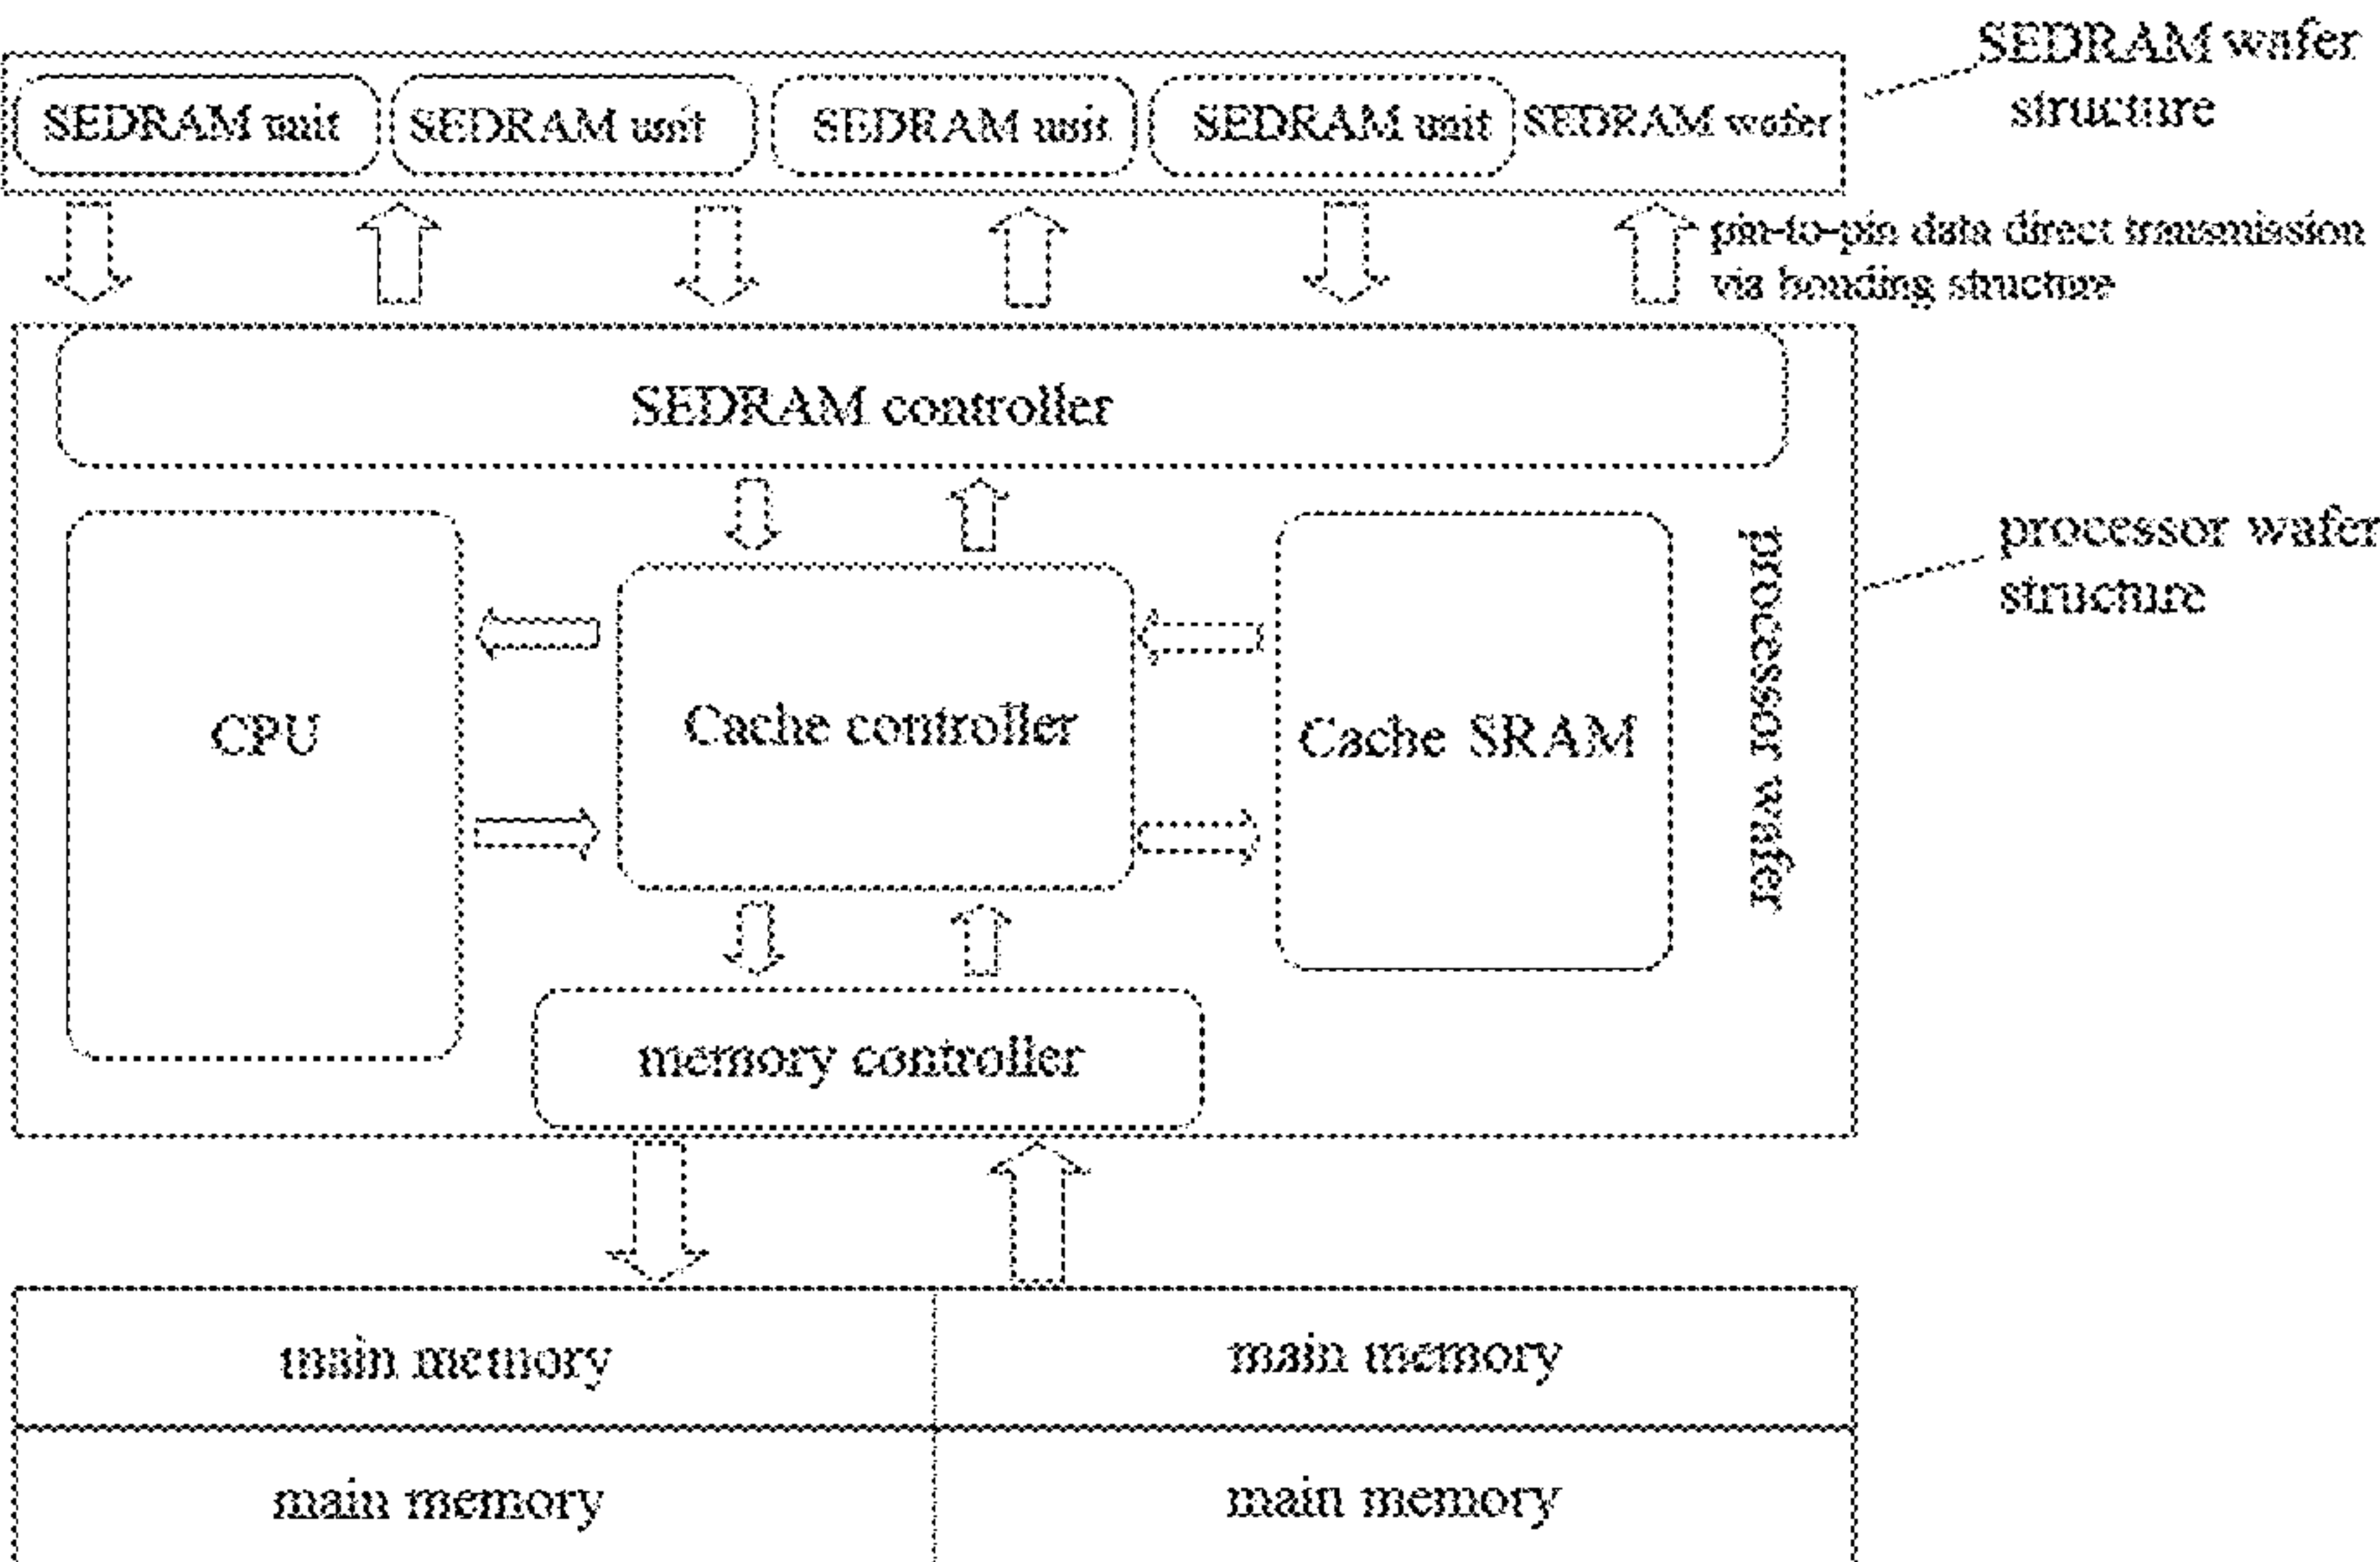 SEDRAM wafer
structure
SEDRAM unit
SEDRAM unit
SEDRAM unit
SEDRAM unit
SEDRAM wafer
pin-to-pin data direct transmission
via bonding structure
SEDRAM controller
processor wafer
structure
CPU
Cache controller
Cache SRAM
processor wafer
memory controller
main memory
main memory
main memory
main memory